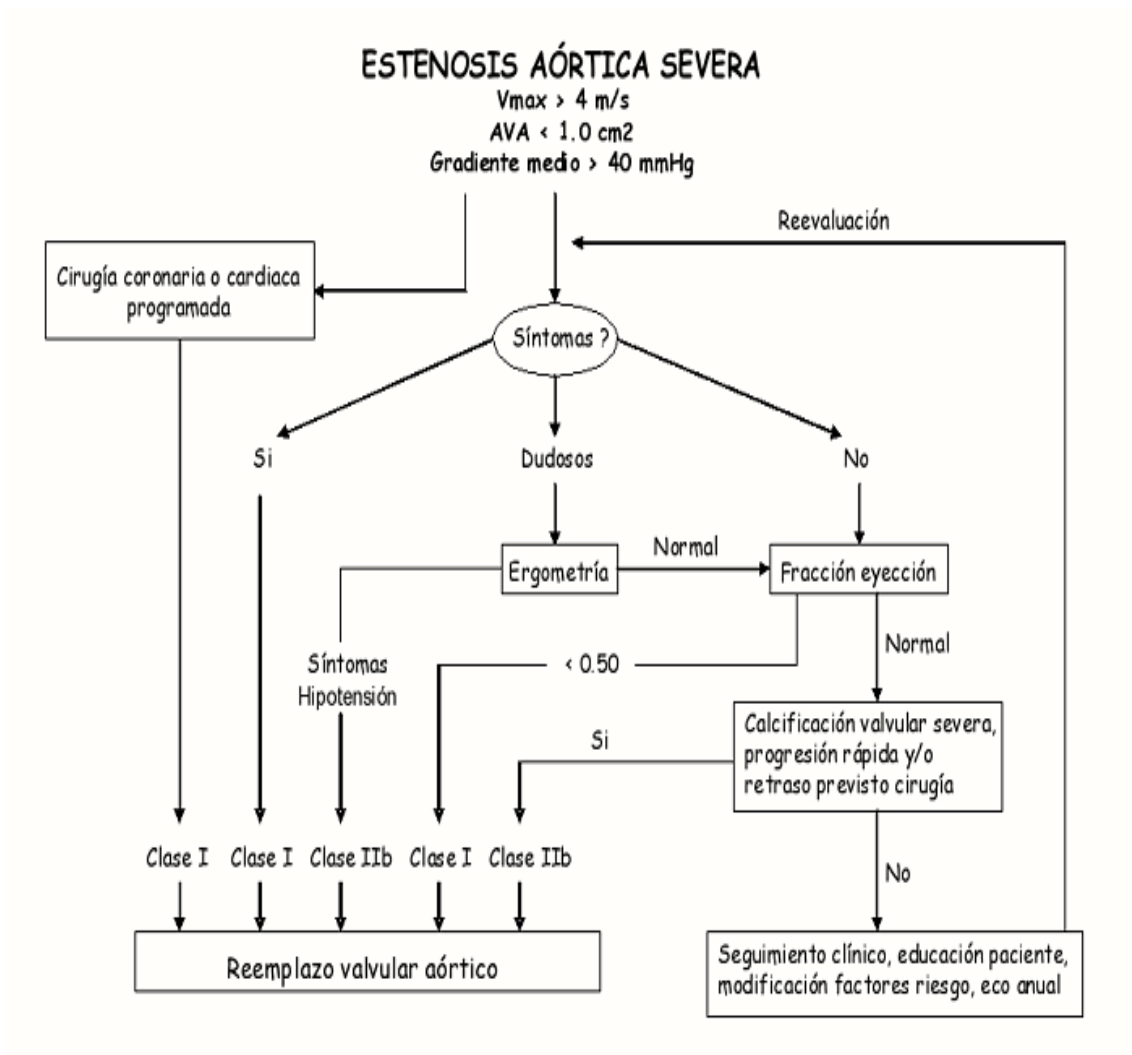 ESTENOSIS AÓRTICA SEVERA
Vmax > 4 m/s
AVA < 1.0 cm2
Gradiente medio > 40 mmHg
Reevaluación
Cirugía coronaria o cardiaca
programada
Síntomas ?
Si
Dudosos
No
Ergometría
Normal
Fracción eyección
Normal
Síntomas
Hipotensión
< 0.50
Si
Calcificación valvular severa,
progresión rápida y/o
retraso previsto cirugía
Clase I
Clase I
Clase IIb
Clase I
Clase IIb
No
Reemplazo valvular aórtico
Seguimiento clínico, educación paciente,
modificación factores riesgo, eco anual